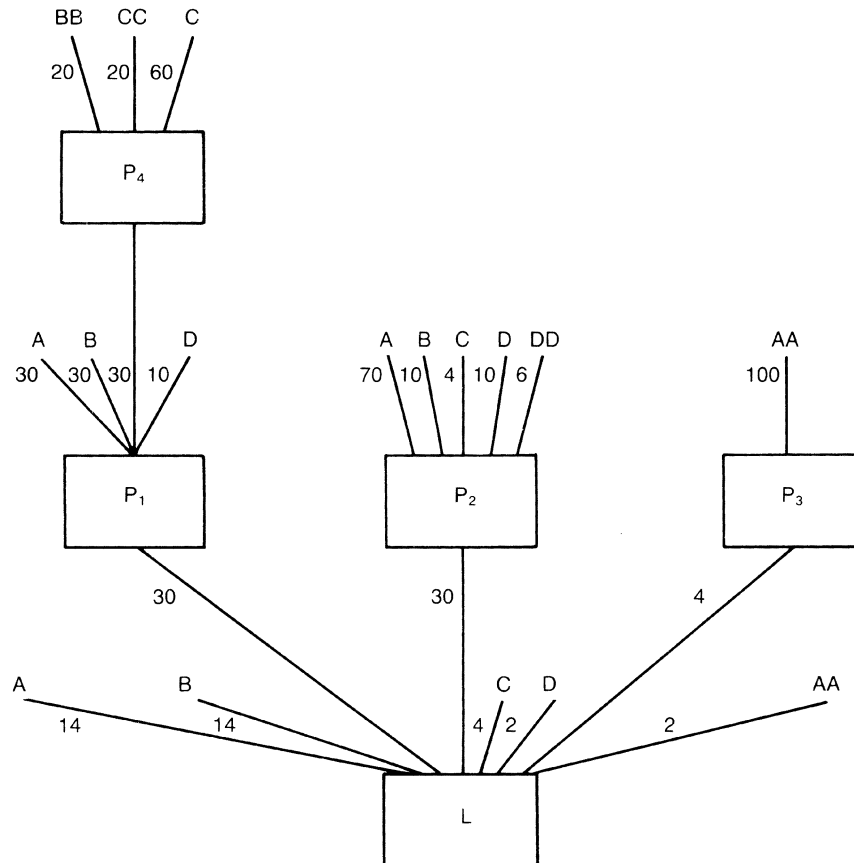 BB CC C
20 20 60
P₄
A B D
30 30 30 10
A B C D DD
70 10 4 10 6
AA
100
P₁ P₂ P₃
30 30 4
A B C D AA
14 14 4 2 2
L